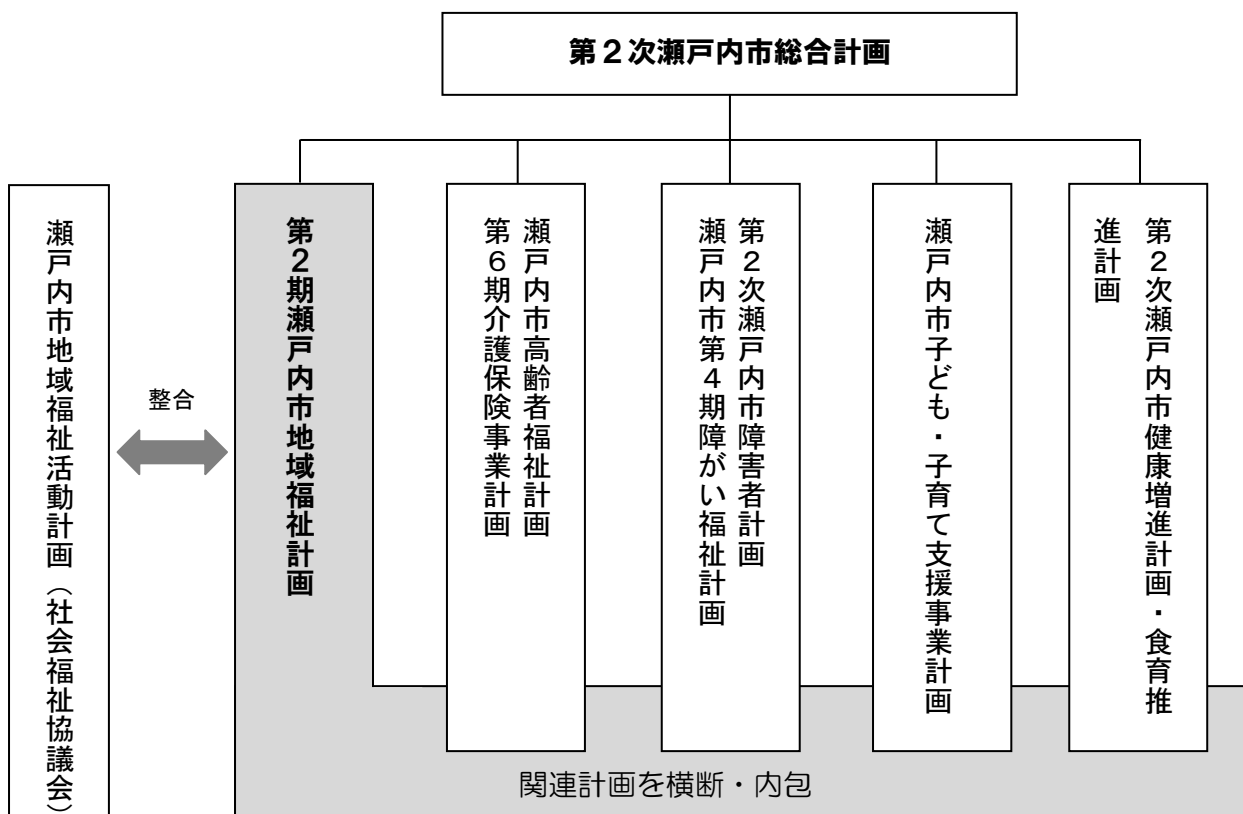 第２次瀬戸内市総合計画
瀬戸内市地域福祉活動計画（社会福祉協議会）
整合
第２期瀬戸内市地域福祉計画
瀬戸内市高齢者福祉計画
第６期介護保険事業計画
第２次瀬戸内市障害者計画
瀬戸内市第４期障がい福祉計画
瀬戸内市子ども・子育て支援事業計画
第２次瀬戸内市健康増進計画・食育推
進計画
関連計画を横断・内包